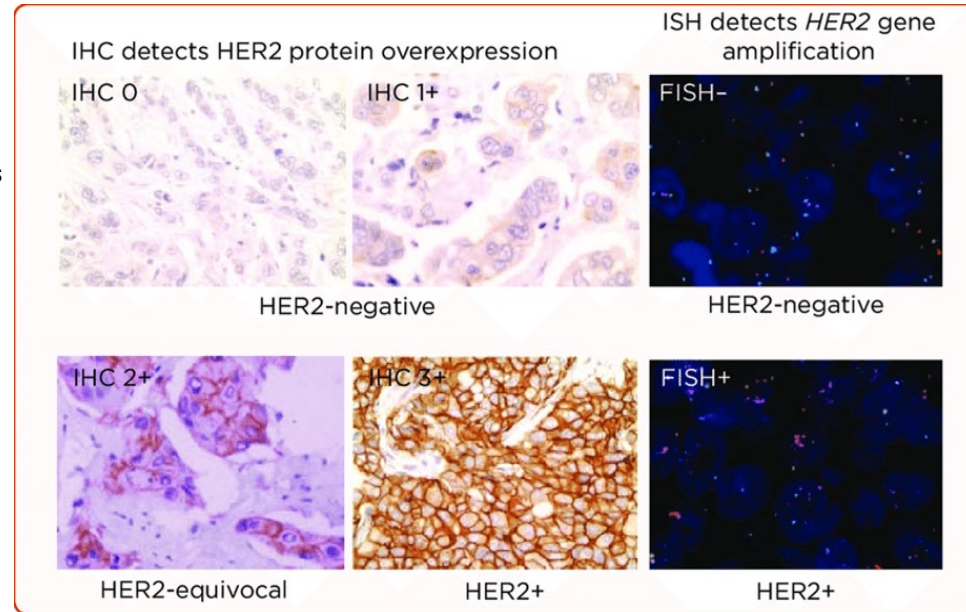 IHC detects HER2 protein overexpression
ISH detects HER2 gene
amplification
IHC 0
IHC 1+
FISH–
HER2-negative
HER2-negative
s
IHC 2+
IHC 3+
FISH+
HER2-equivocal
HER2+
HER2+